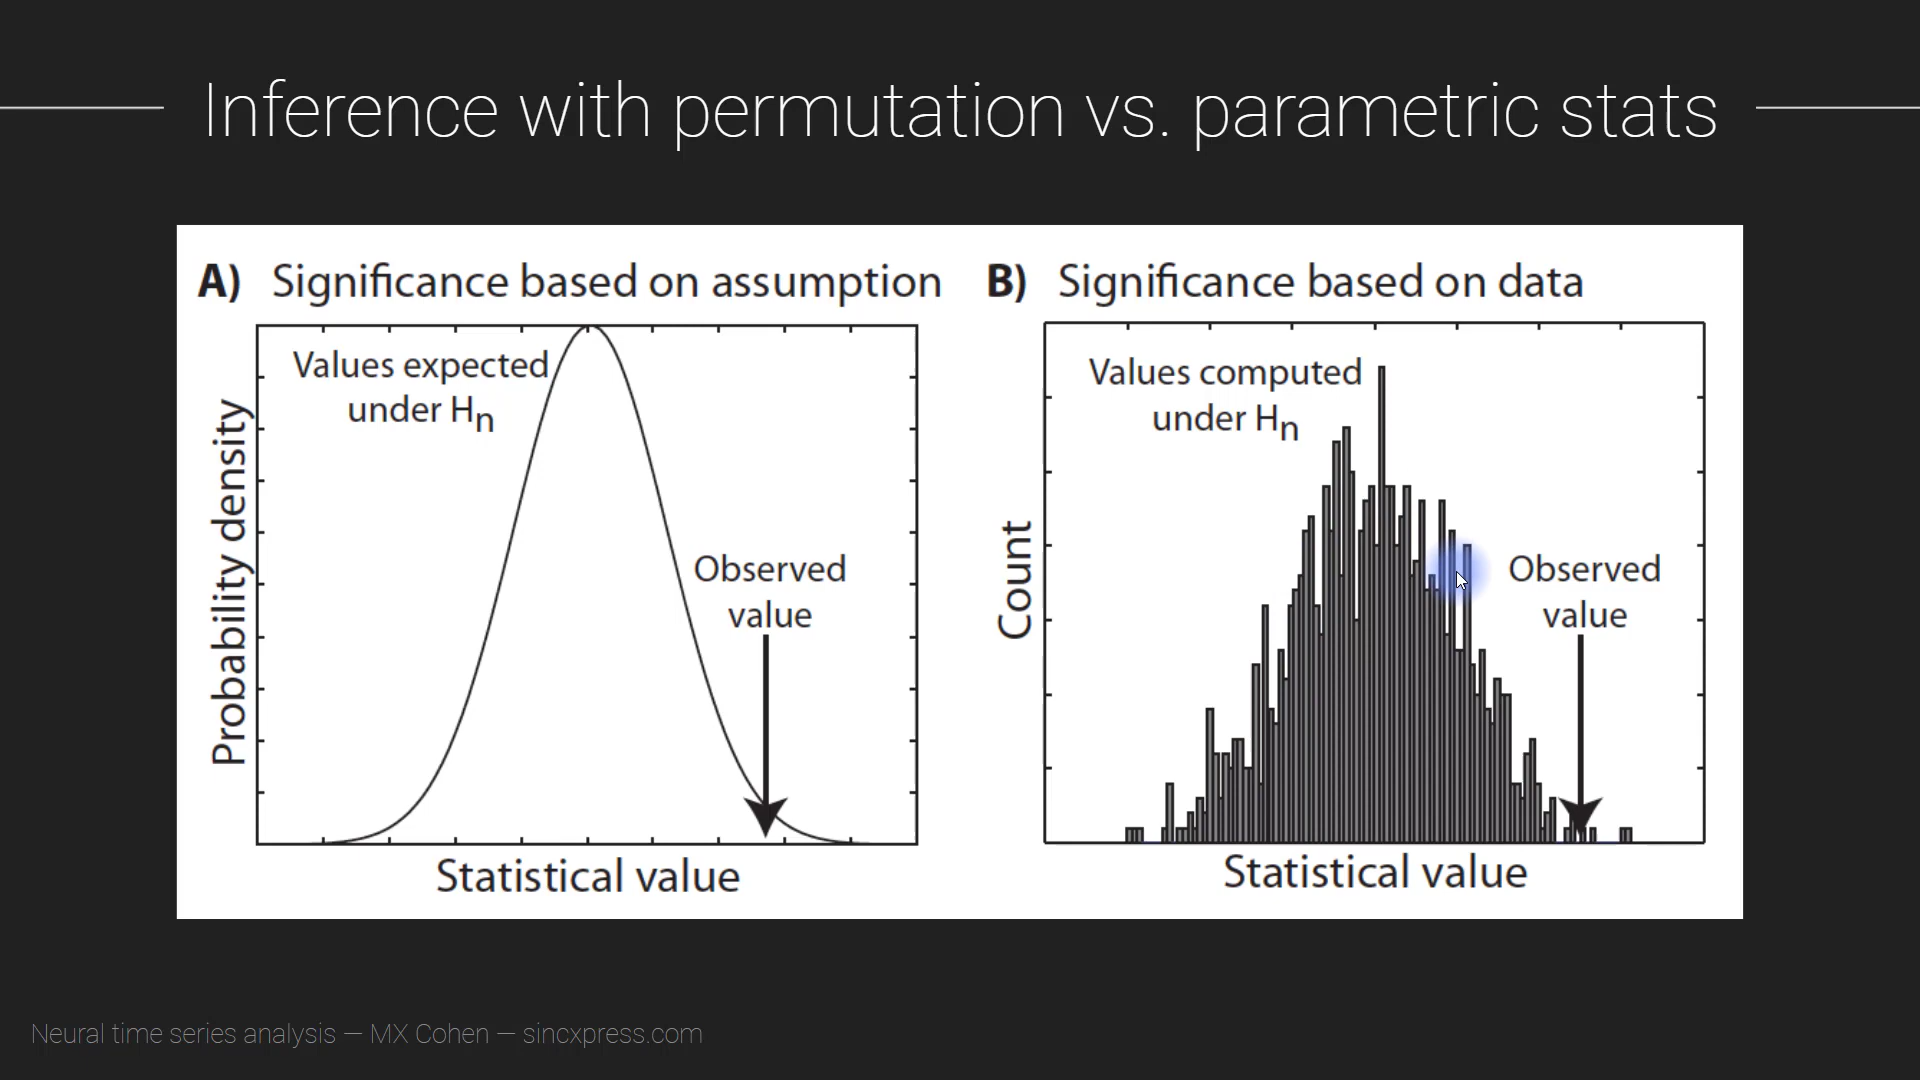 Inference with permutation vs. parametric stats
A) Significance based on assumption
Values expected
under Hn
Observed
value
Probability density
Statistical value
B) Significance based on data
Values computed
under Hn
Observed
value
Count
Statistical value
Neural time series analysis — MX Cohen — sincxpress.com